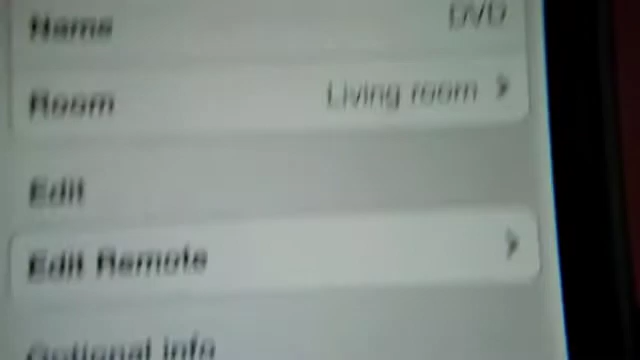 Name DVD
Room Living room
Edit
Edit Remote
Optional info